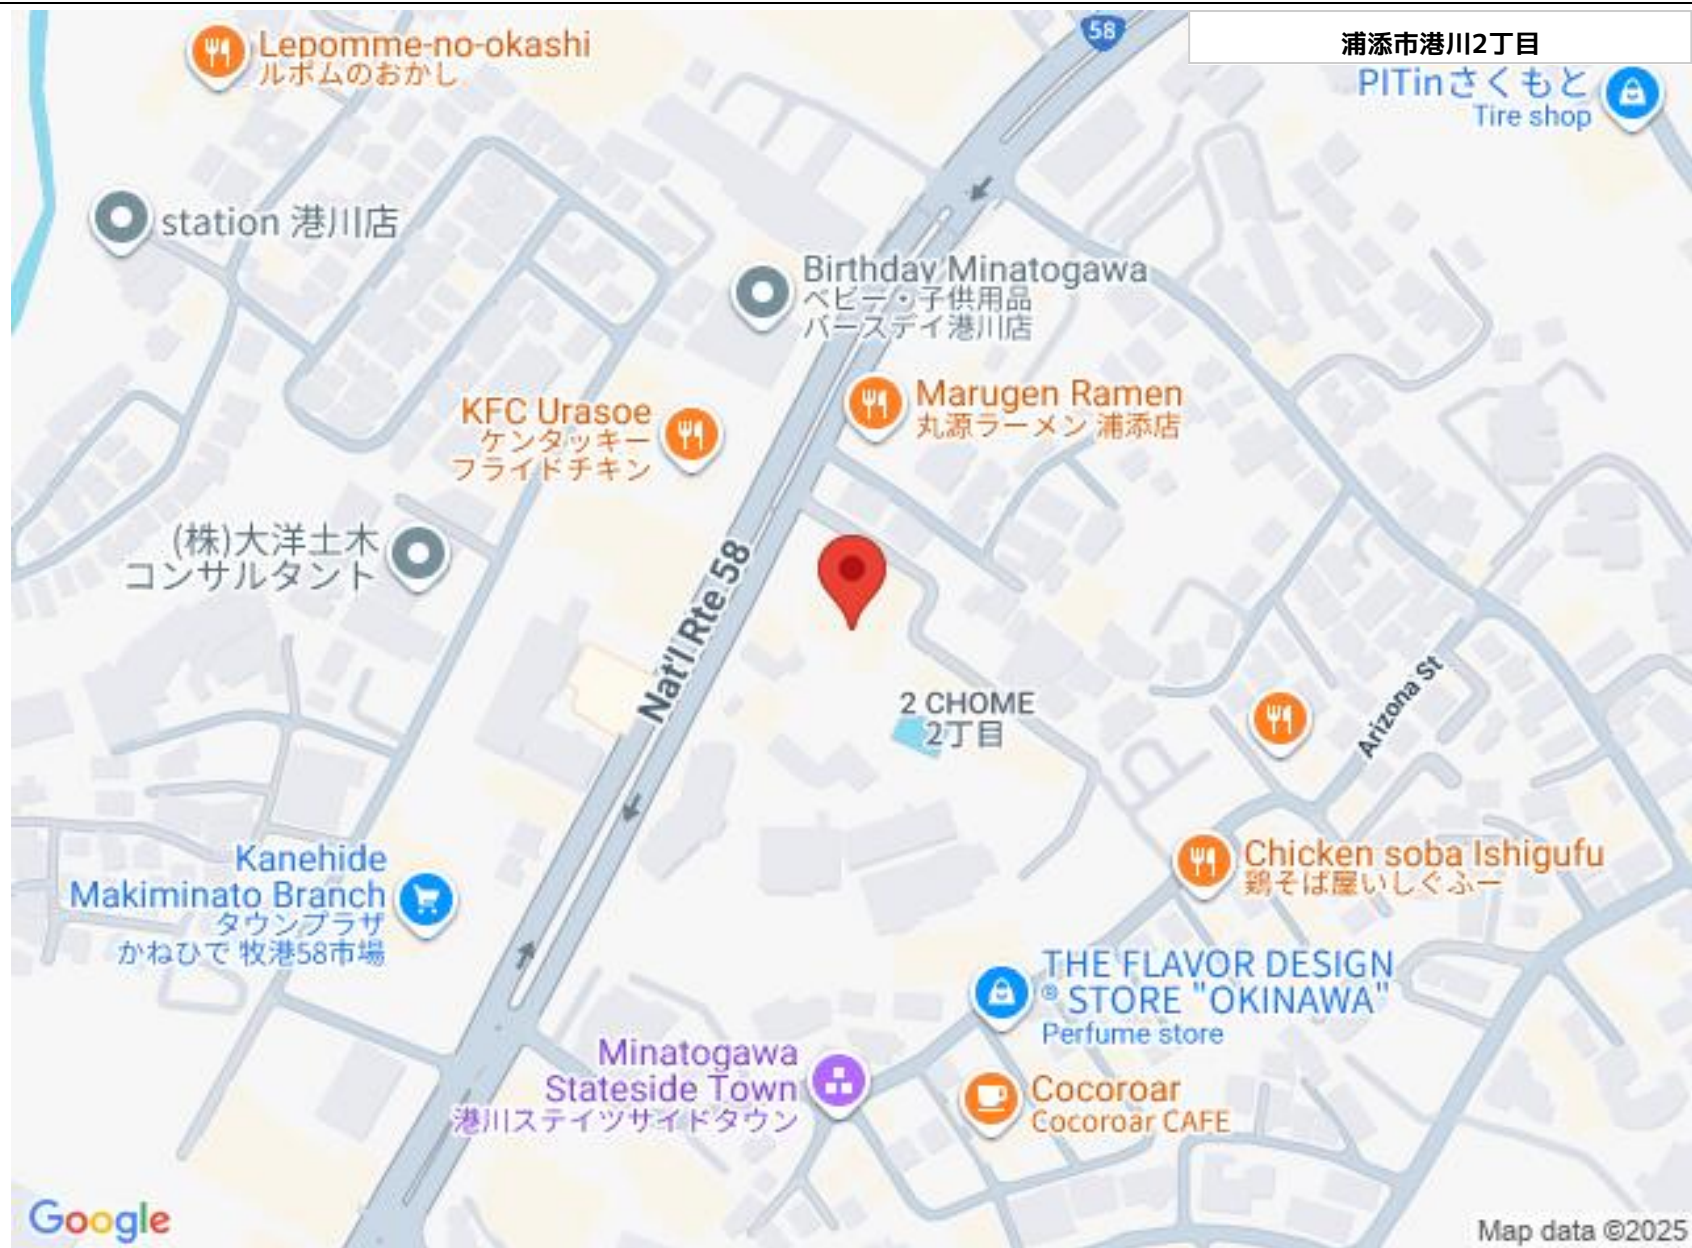 58
浦添市港川2丁目
Lepomme-no-okashi
ルポムのおかし
PITinさくもと
Tire shop
station 港川店
Birthday Minatogawa
ベビー・子供用品
バースデイ港川店
KFC Urasoe
ケンタッキー
フライドチキン
Marugen Ramen
丸源ラーメン 浦添店
(株)大洋土木
コンサルタント
Nat'l Rte 58
2 CHOME
2丁目
Arizona St
Kanehide
Makiminato Branch
タウンプラザ
かねひで 牧港58市場
Chicken soba Ishigufu
鶏そば屋いしぐふー
THE FLAVOR DESIGN
® STORE "OKINAWA"
Perfume store
Minatogawa
Stateside Town
港川ステイツサイドタウン
Cocoroar
Cocoroar CAFE
Google
Map data ©2025